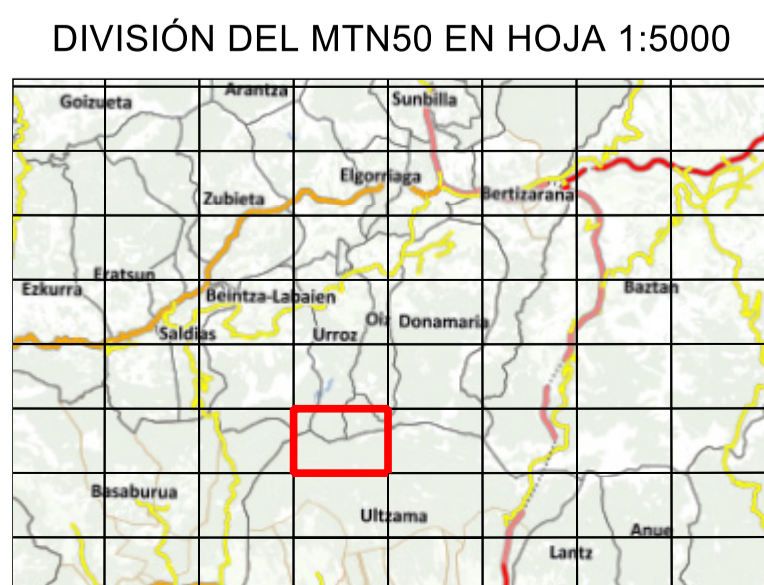 DIVISIÓN DEL MTN50 EN HOJA 1:5000
Arantza
Goizueta
Sunbilla
Elgorriaga
Zubieta
Bertizarana
Eratsun
Ezkurra
Beintza-Labaien
Baztan
Oiz
Donamaria
Saldias
Urroz
Basaburua
Ultzama
Anue
Lantz